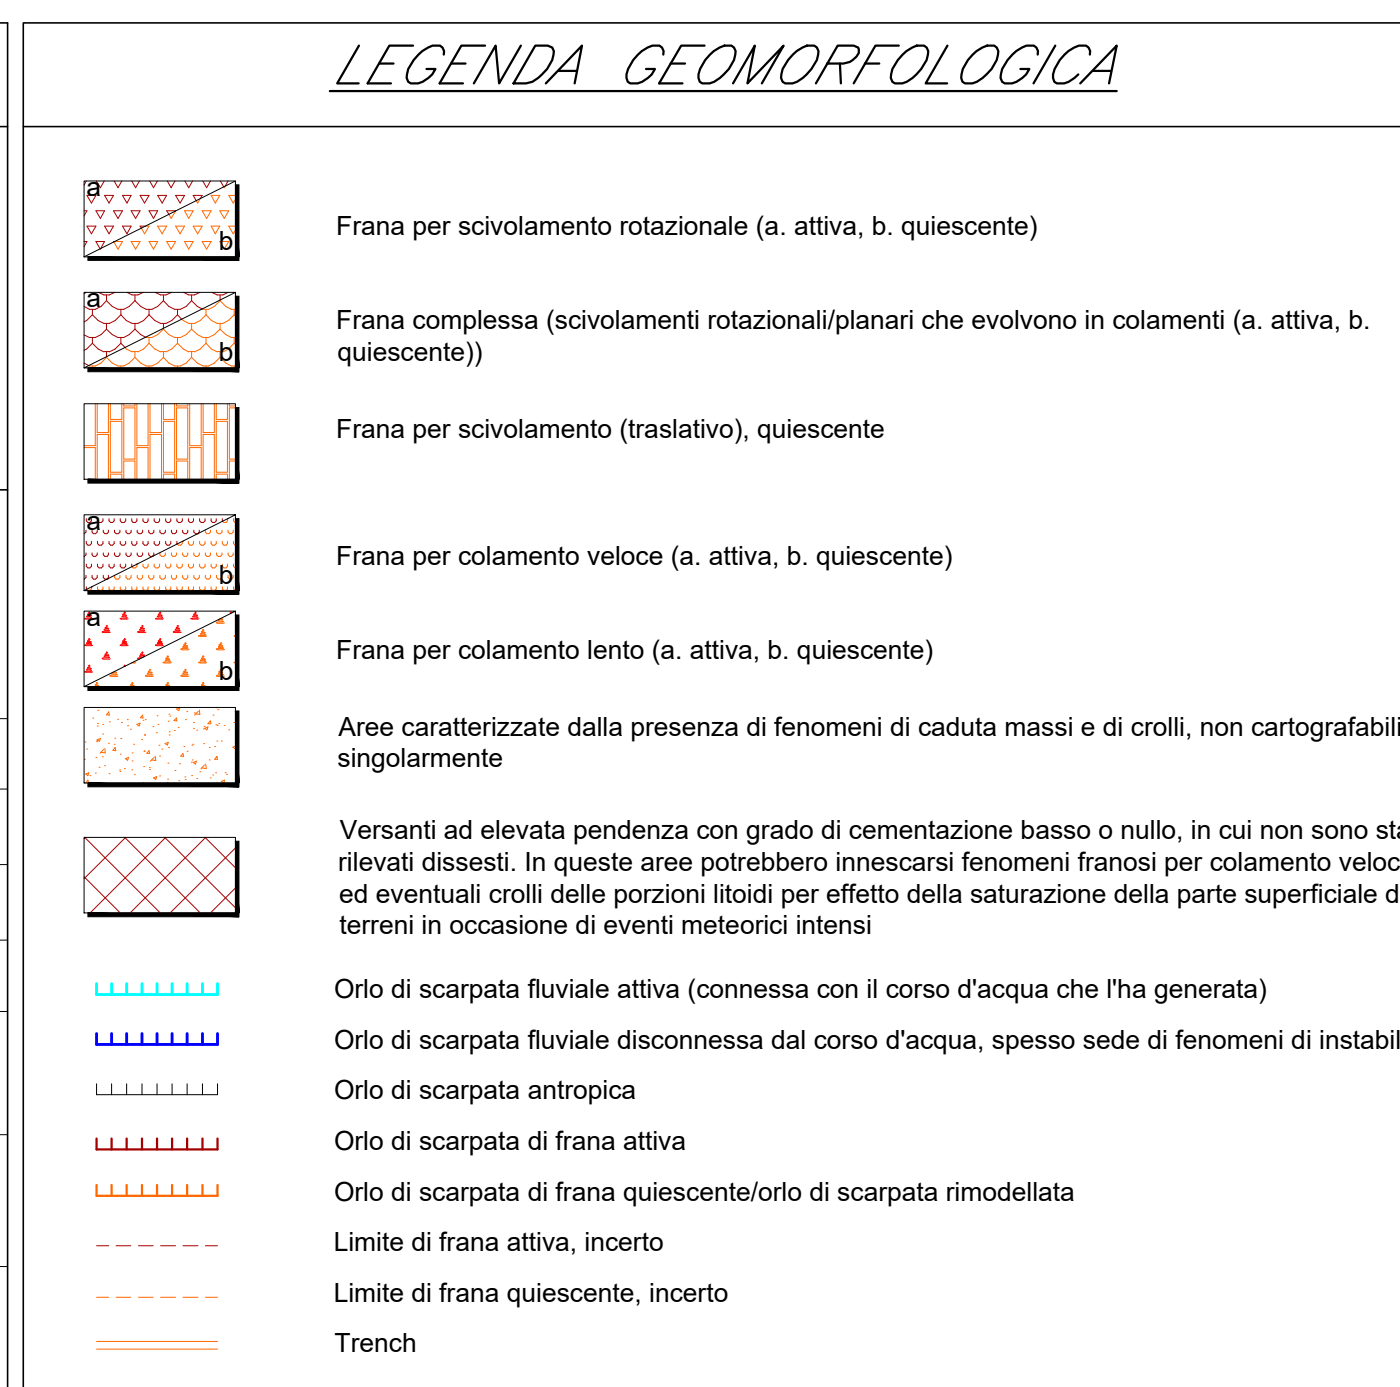 LEGENDA GEOMORFOLOGICA
a
b
Frana per scivolamento rotazionale (a. attiva, b. quiescente)
a
b
Frana complessa (scivolamenti rotazionali/planari che evolvono in colamenti (a. attiva, b.
quiescente))
Frana per scivolamento (traslativo), quiescente
a
b
Frana per colamento veloce (a. attiva, b. quiescente)
a
b
Frana per colamento lento (a. attiva, b. quiescente)
Aree caratterizzate dalla presenza di fenomeni di caduta massi e di crolli, non cartografabili
singolarmente
Versanti ad elevata pendenza con grado di cementazione basso o nullo, in cui non sono
rilevati dissesti. In queste aree potrebbero innescarsi fenomeni franosi per colamento
ed eventuali crolli delle porzioni litoidi per effetto della saturazione della parte superficiale
terreni in occasione di eventi meteorici intensi
Orlo di scarpata fluviale attiva (connessa con il corso d'acqua che l'ha generata)
Orlo di scarpata fluviale disconnessa dal corso d'acqua, spesso sede di fenomeni di
Orlo di scarpata antropica
Orlo di scarpata di frana attiva
Orlo di scarpata di frana quiescente/orlo di scarpata rimodellata
Limite di frana attiva, incerto
Limite di frana quiescente, incerto
Trench